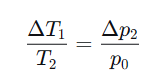 ΔT₁/T₂ = Δp₂/p₀